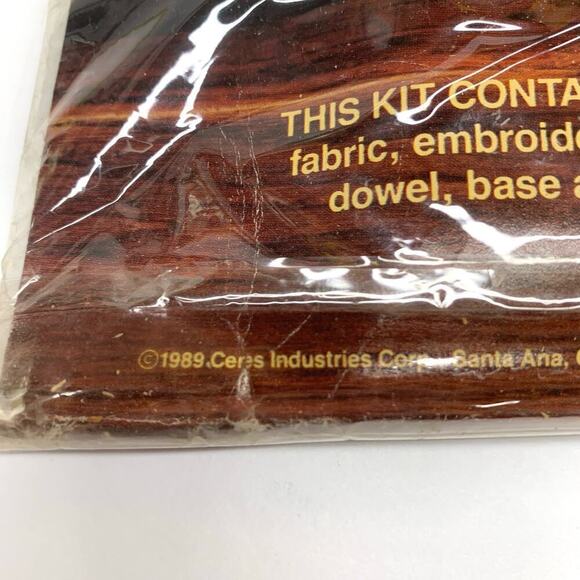 THIS KIT CONTA
fabric, embroide
dowel, base a
©1989 Ceres Industries Corp. Santa Ana, C